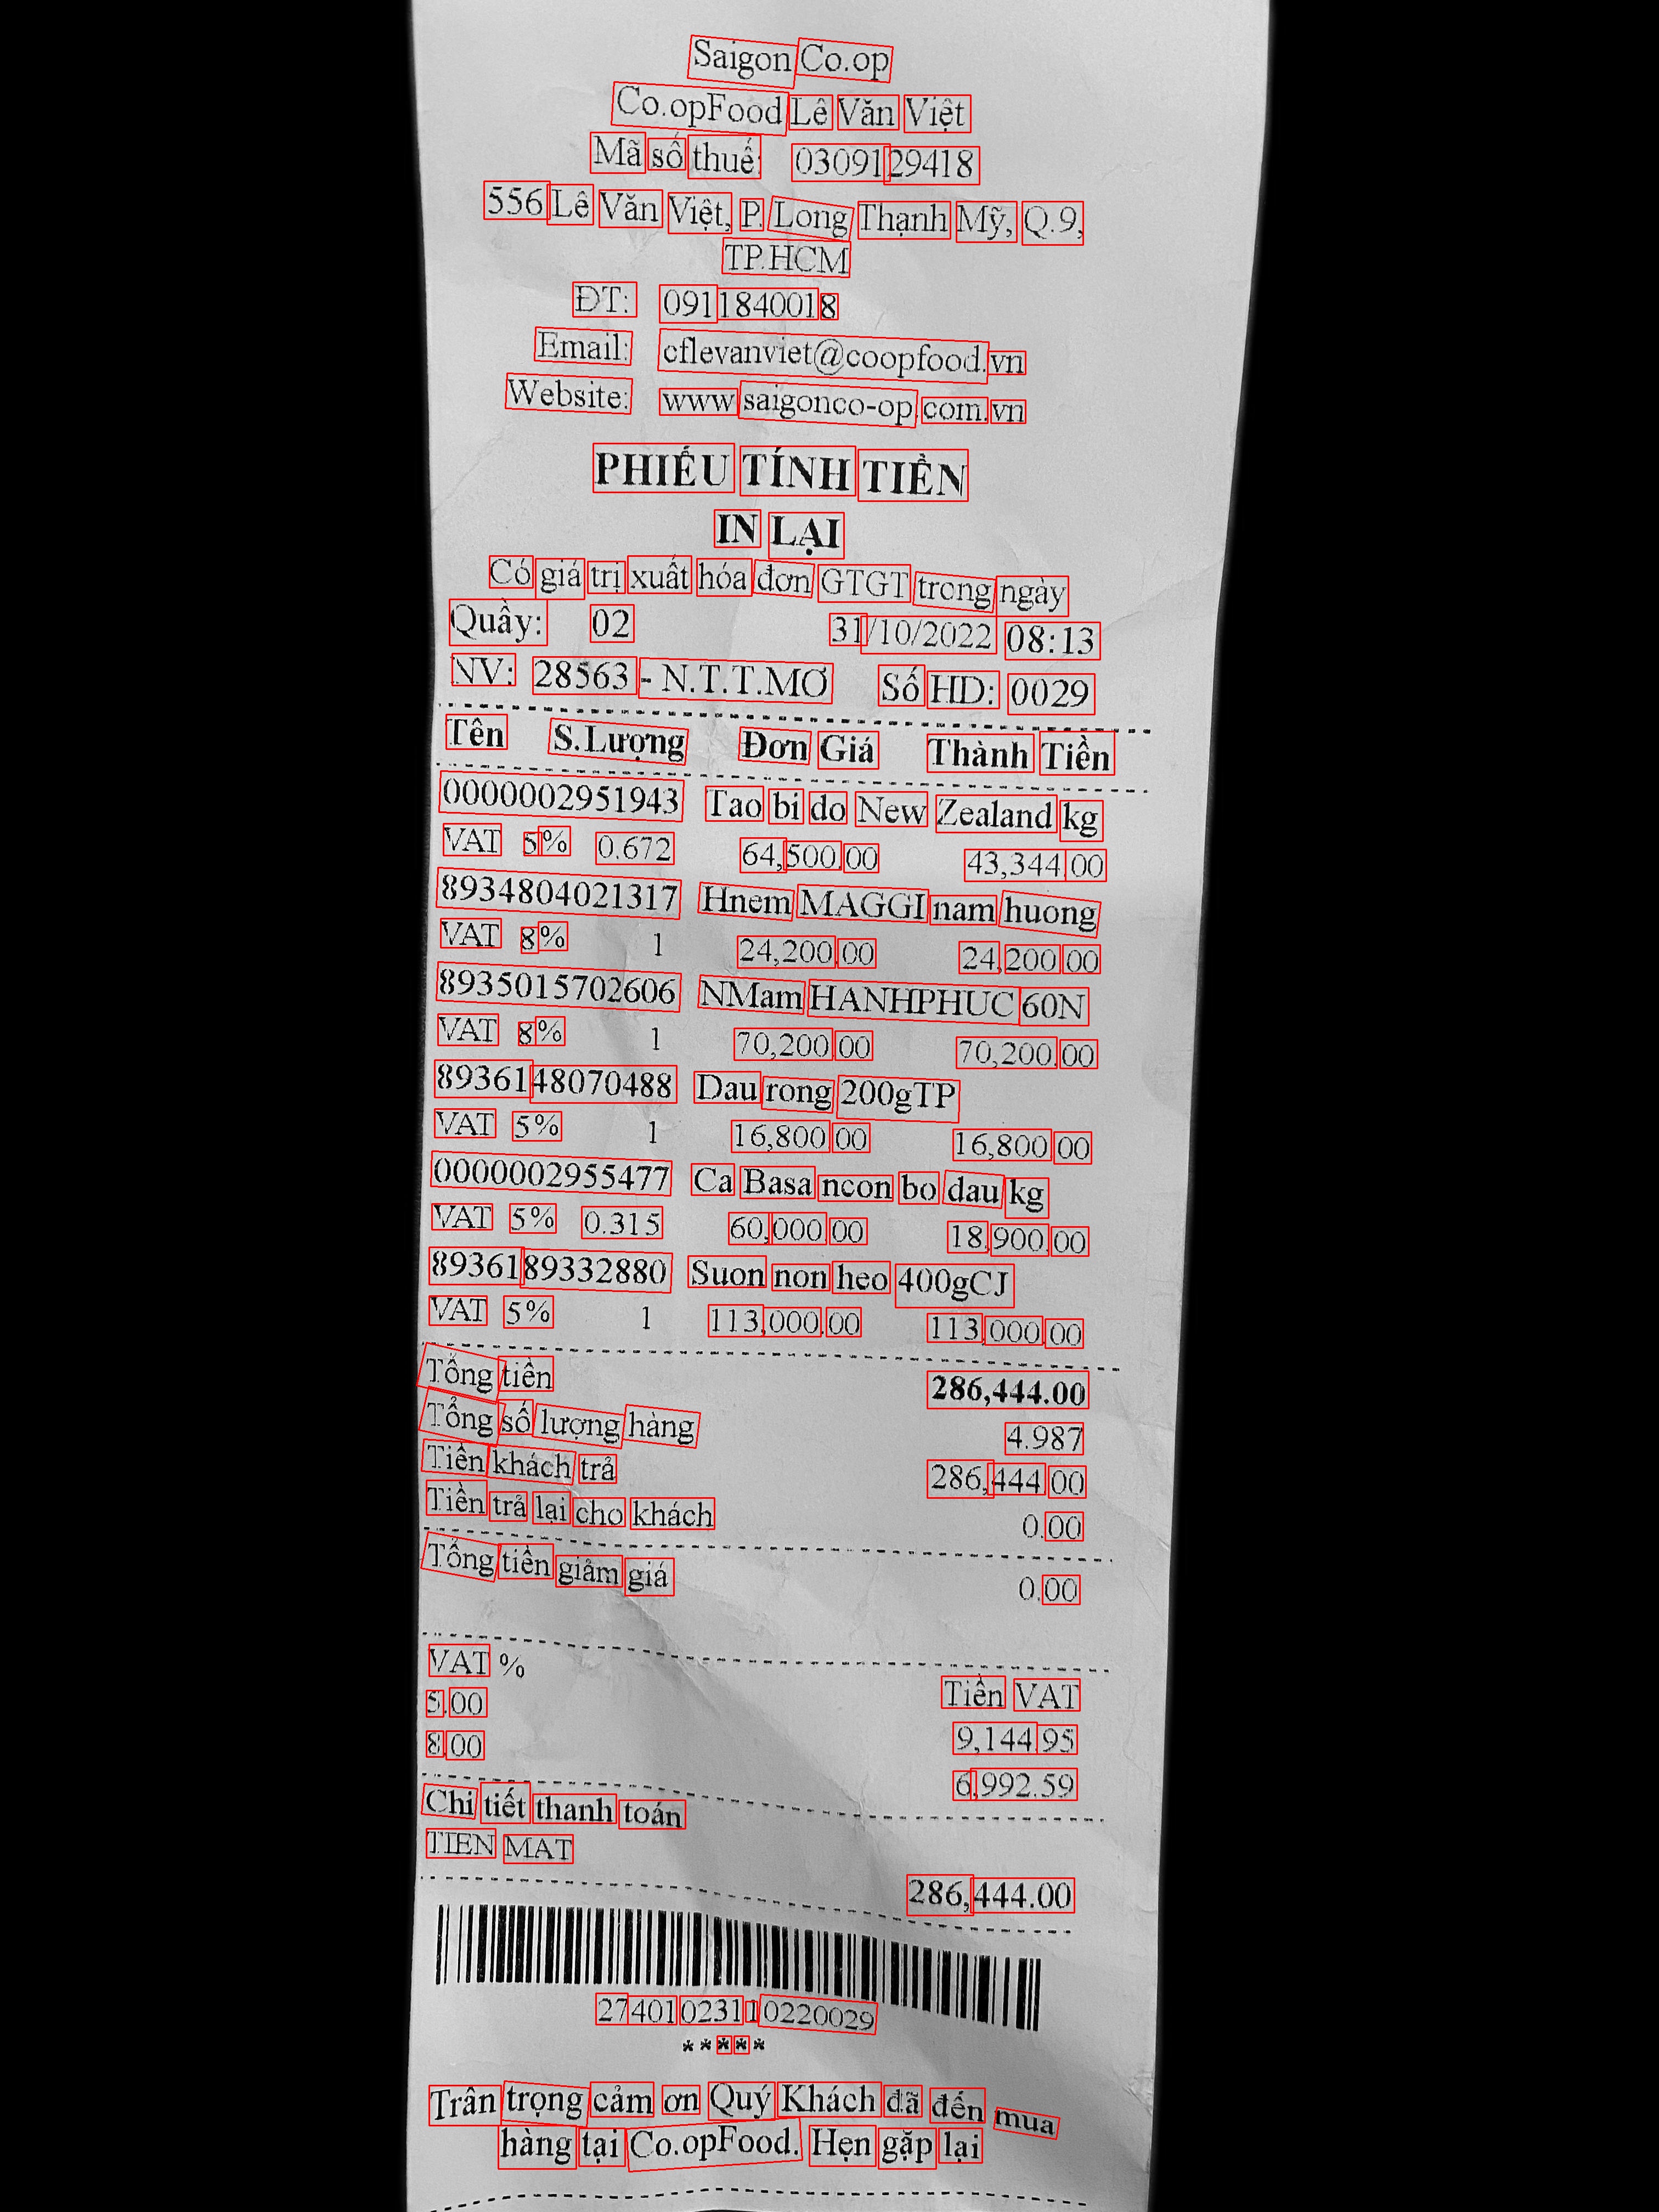 Saigon Co.op
Co.opFood Lê Văn Việt
Mã số thuế: 0309129418
556 Lê Văn Việt, P. Long Thạnh Mỹ, Q.9,
TP.HCM
ĐT: 0911840018
Email: cflevanviet@coopfood.vn
Website: www.saigonco-op.com.vn
PHIẾU TÍNH TIỀN
IN LẠI
Có giá trị xuất hóa đơn GTGT trong ngày
Quầy: 02 31/10/2022 08:13
NV: 28563 - N.T.T.MƠ Số HD: 0029
Tên S.Lượng Đơn Giá Thành Tiền
0000002951943 Tao bi do New Zealand kg
VAT 5% 0.672 64,500.00 43,344.00
8934804021317 Hnem MAGGI nam huong
VAT 8% 1 24,200.00 24,200.00
8935015702606 NMam HANHPHUC 60N
VAT 8% 1 70,200.00 70,200.00
8936148070488 Dau rong 200gTP
VAT 5% 1 16,800.00 16,800.00
0000002955477 Ca Basa ncon bo dau kg
VAT 5% 0.315 60,000.00 18,900.00
8936189332880 Suon non heo 400gCJ
VAT 5% 1 113,000.00 113,000.00
Tổng tiền 286,444.00
Tổng số lượng hàng 4.987
Tiền khách trả 286,444.00
Tiền trả lại cho khách 0.00
Tổng tiền giảm giá 0.00
VAT % Tiền VAT
5.00 9,144.95
8.00 6,992.59
Chi tiết thanh toán
TIEN MAT 286,444.00
27401023110220029
*****
Trân trọng cảm ơn Quý Khách đã đến mua
hàng tại Co.opFood. Hẹn gặp lại